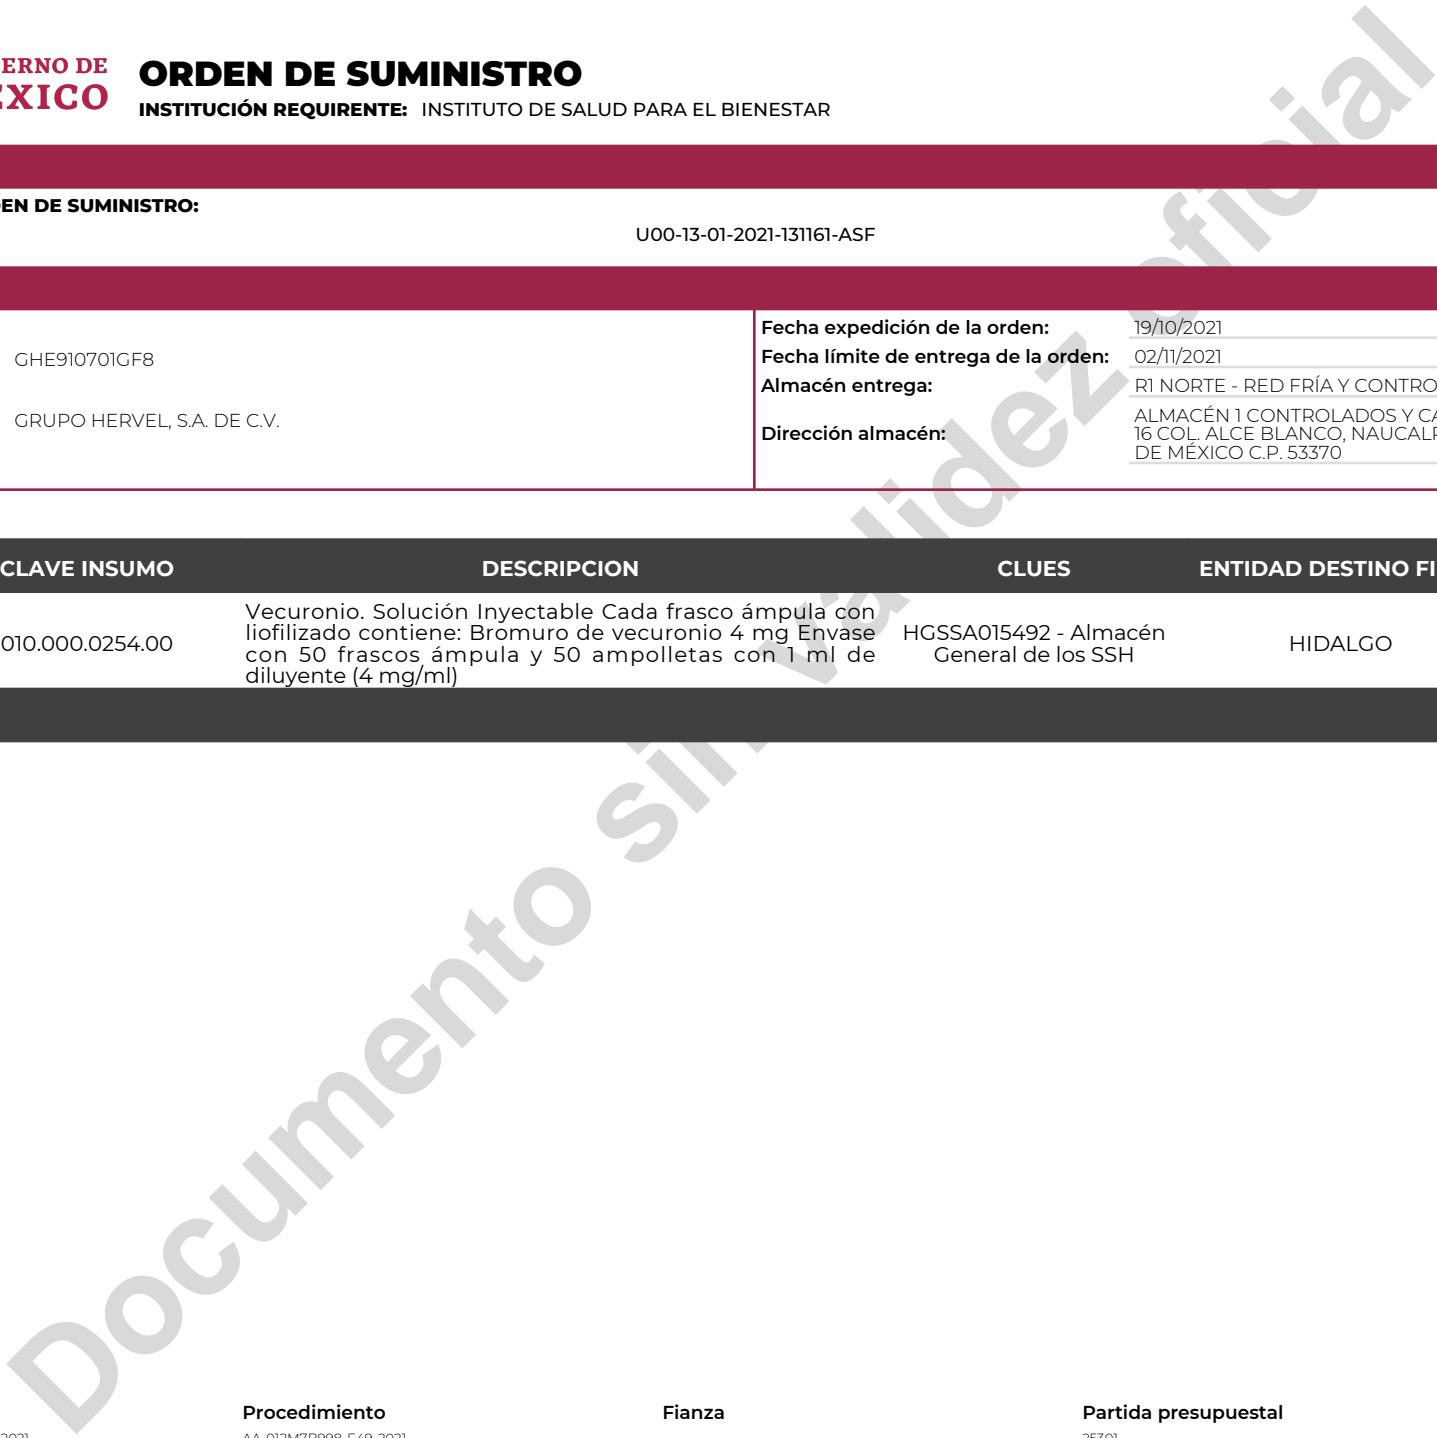 ERNO DE
ÉXICO
ORDEN DE SUMINISTRO
INSTITUCIÓN REQUIRENTE: INSTITUTO DE SALUD PARA EL BIENESTAR
EN DE SUMINISTRO:
U00-13-01-2021-131161-ASF
GHE910701GF8
GRUPO HERVEL, S.A. DE C.V.
Fecha expedición de la orden: 19/10/2021
Fecha límite de entrega de la orden: 02/11/2021
Almacén entrega: R1 NORTE - RED FRÍA Y CONTRO
Dirección almacén: ALMACÉN 1 CONTROLADOS Y CA
16 COL. ALCE BLANCO, NAUCALP
DE MÉXICO C.P. 53370
CLAVE INSUMO DESCRIPCION CLUES ENTIDAD DESTINO FI
010.000.0254.00
Vecuronio. Solución Inyectable Cada frasco ámpula con
liofilizado contiene: Bromuro de vecuronio 4 mg Envase
con 50 frascos ámpula y 50 ampolletas con 1 ml de
diluyente (4 mg/ml)
HGSSA015492 - Almacén
General de los SSH
HIDALGO
Documento sin validez oficial
Procedimiento Fianza Partida presupuestal